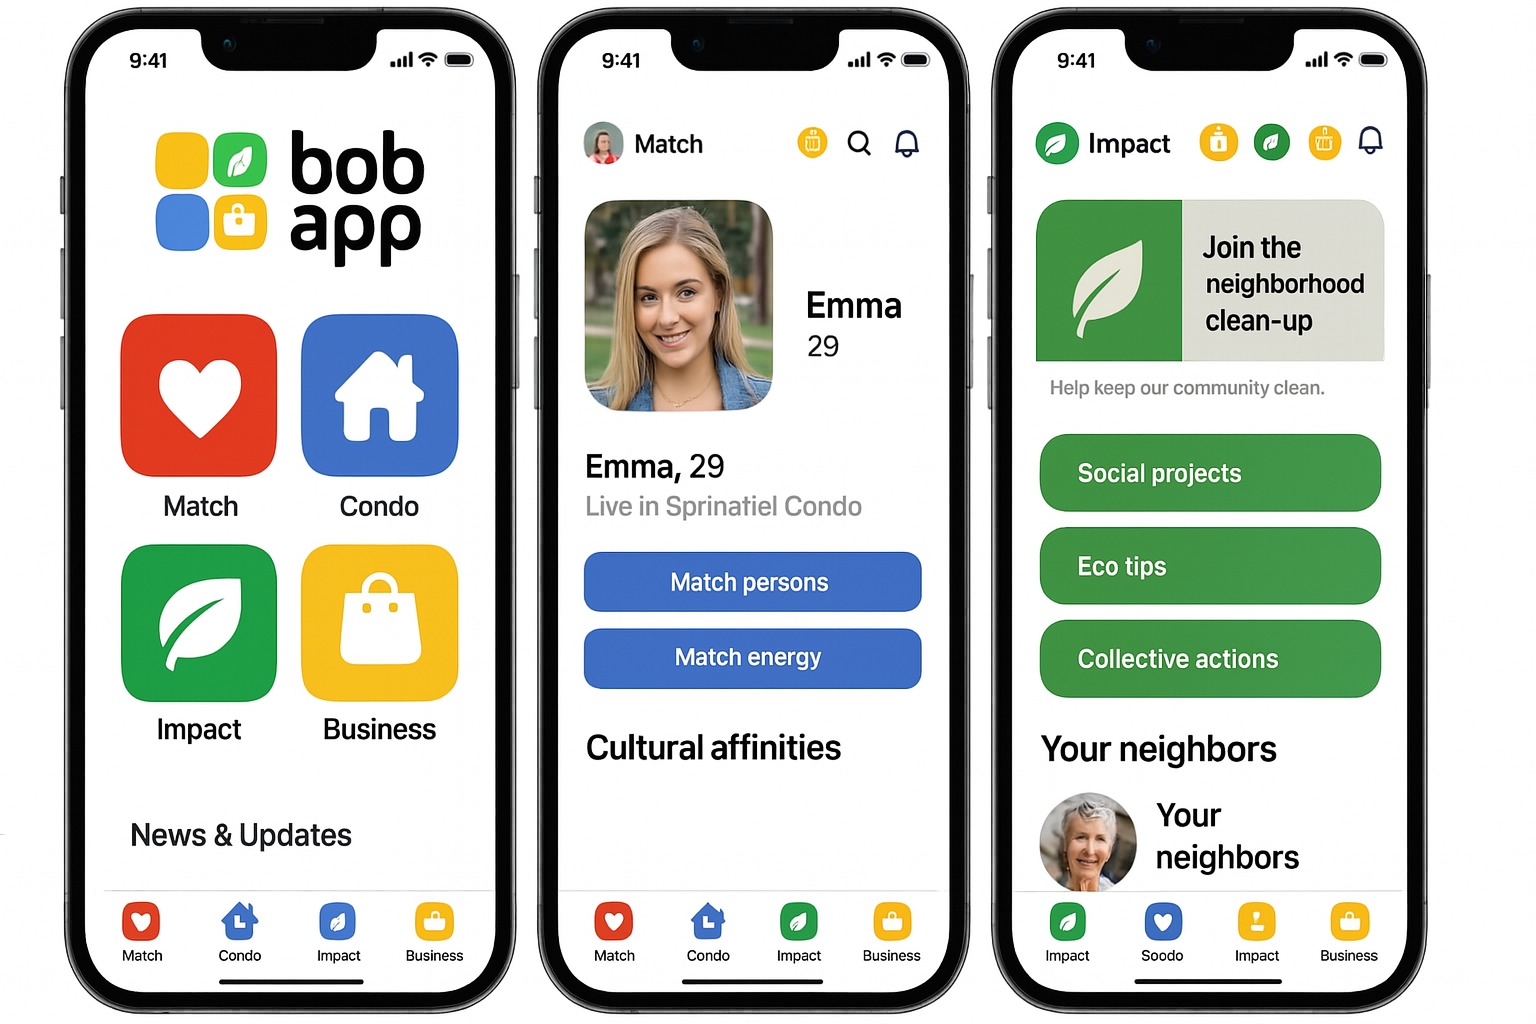 9:41
bob
app
Match
Condo
Impact
Business
News & Updates
Match
Condo
Impact
Business
9:41
Match
Emma
29
Emma, 29
Live in Sprinatiel Condo
Match persons
Match energy
Cultural affinities
Match
Condo
Impact
Business
9:41
Impact
Join the
neighborhood
clean-up
Help keep our community clean.
Social projects
Eco tips
Collective actions
Your neighbors
Your
neighbors
Impact
Soodo
Impact
Business